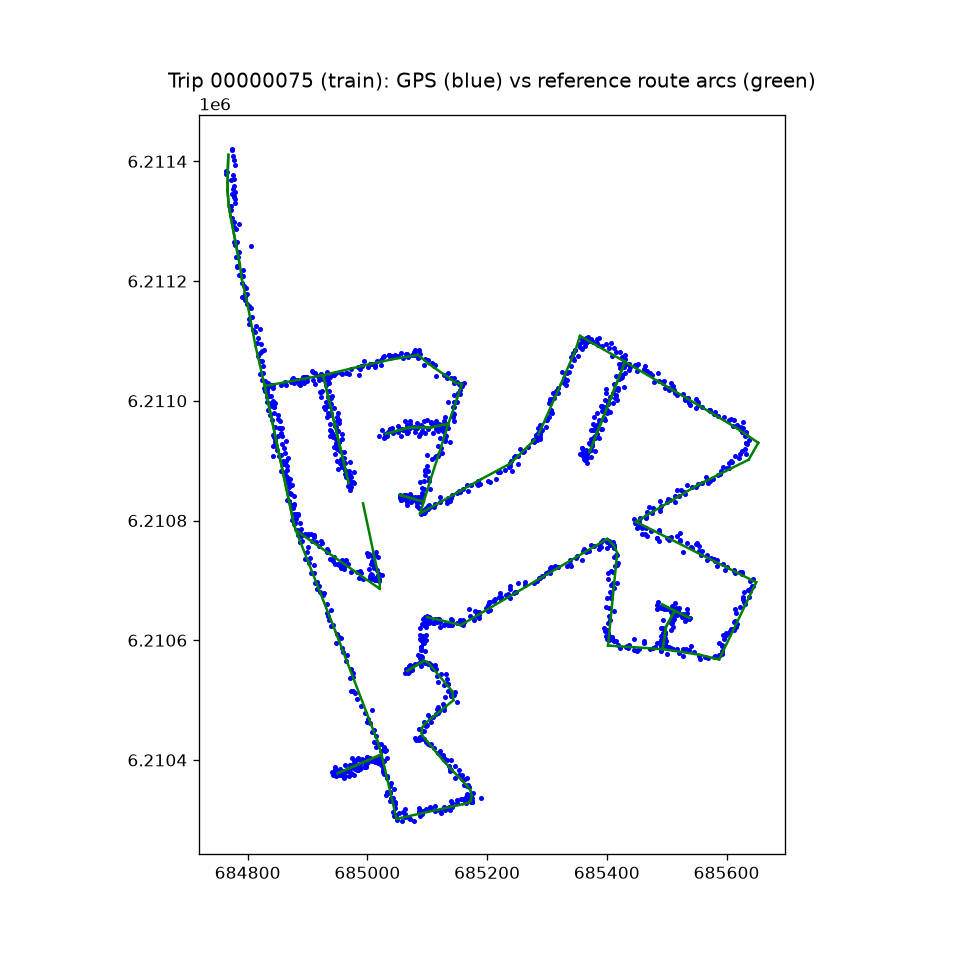 Trip 00000075 (train): GPS (blue) vs reference route arcs (green)
1e6
6.2114
6.2112
6.2110
6.2108
6.2106
6.2104
684800 685000 685200 685400 685600